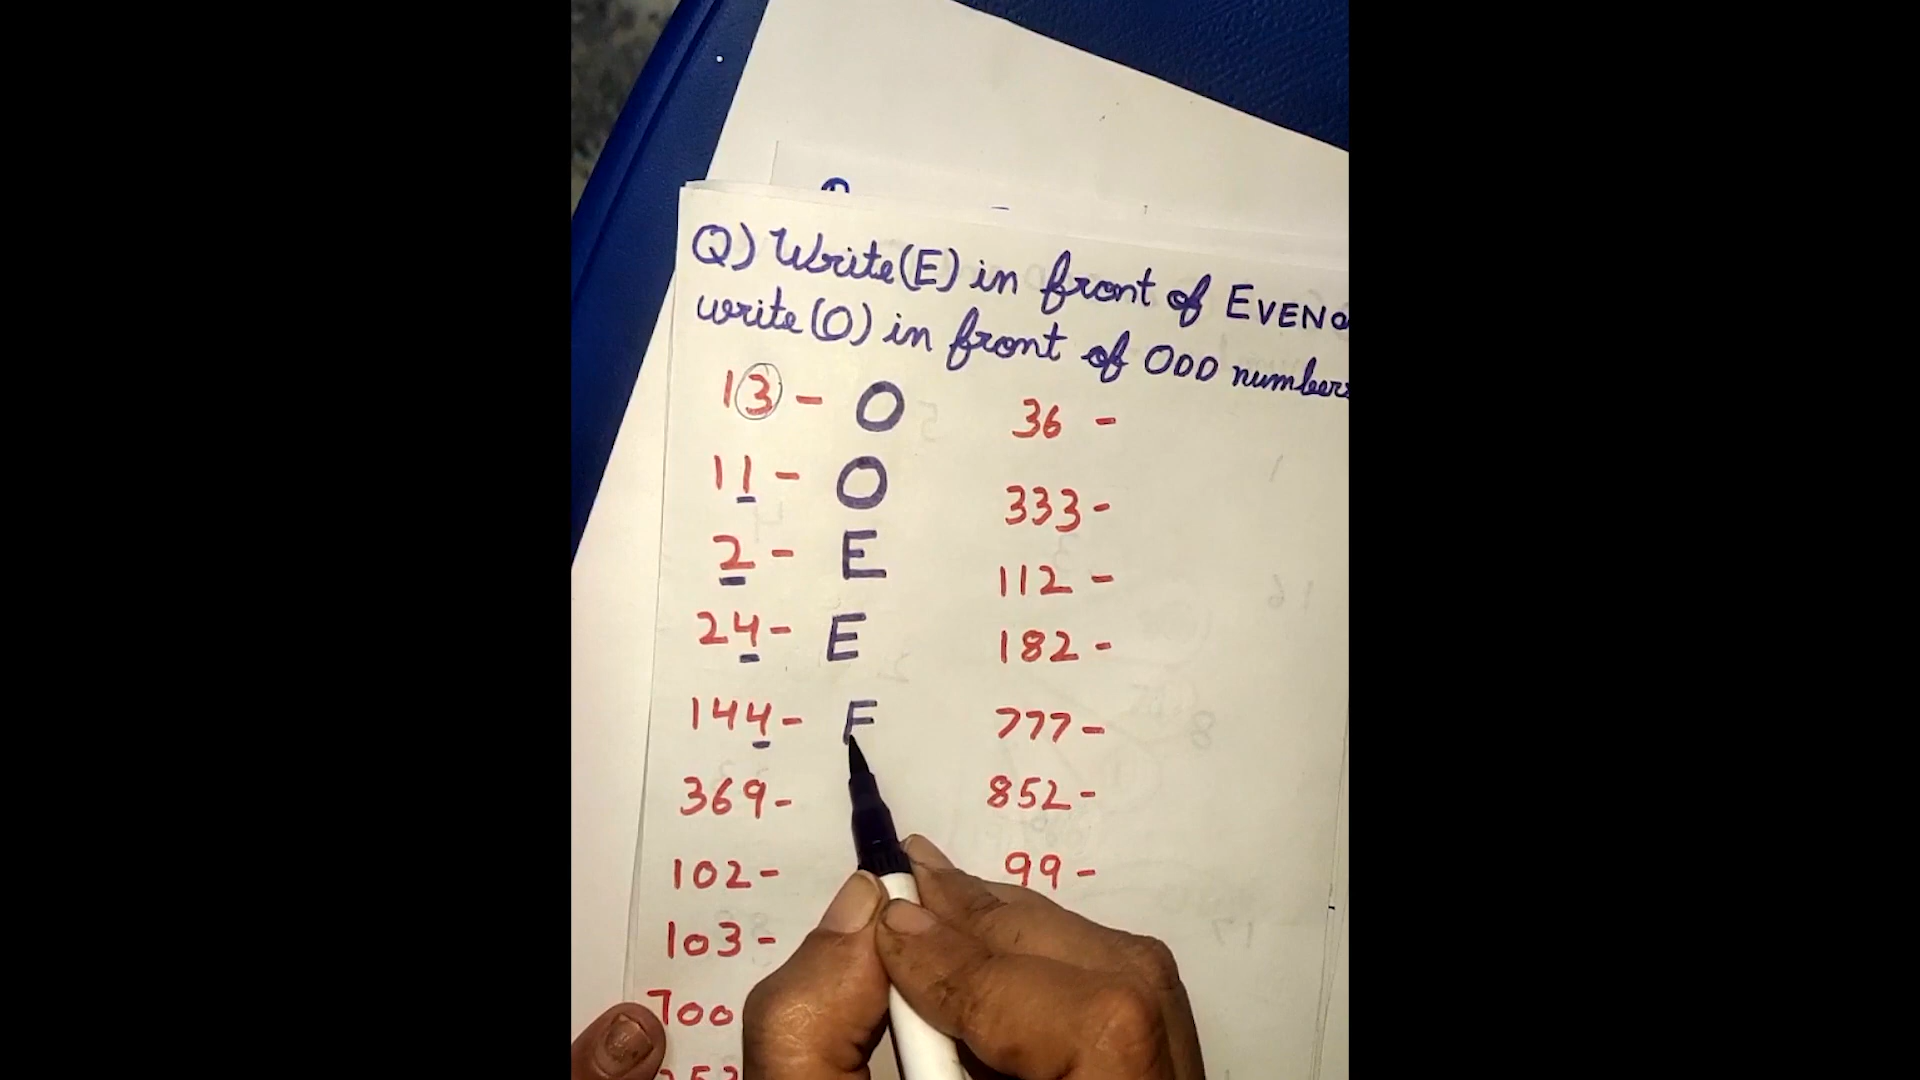 Q) Write (E) in front of EVEN
write (O) in front of ODD numbers
13 - O
11 - O
2 - E
24 - E
144 - F
369 -
102 -
103 -
700
36 -
333 -
112 -
182 -
777 -
852 -
99 -